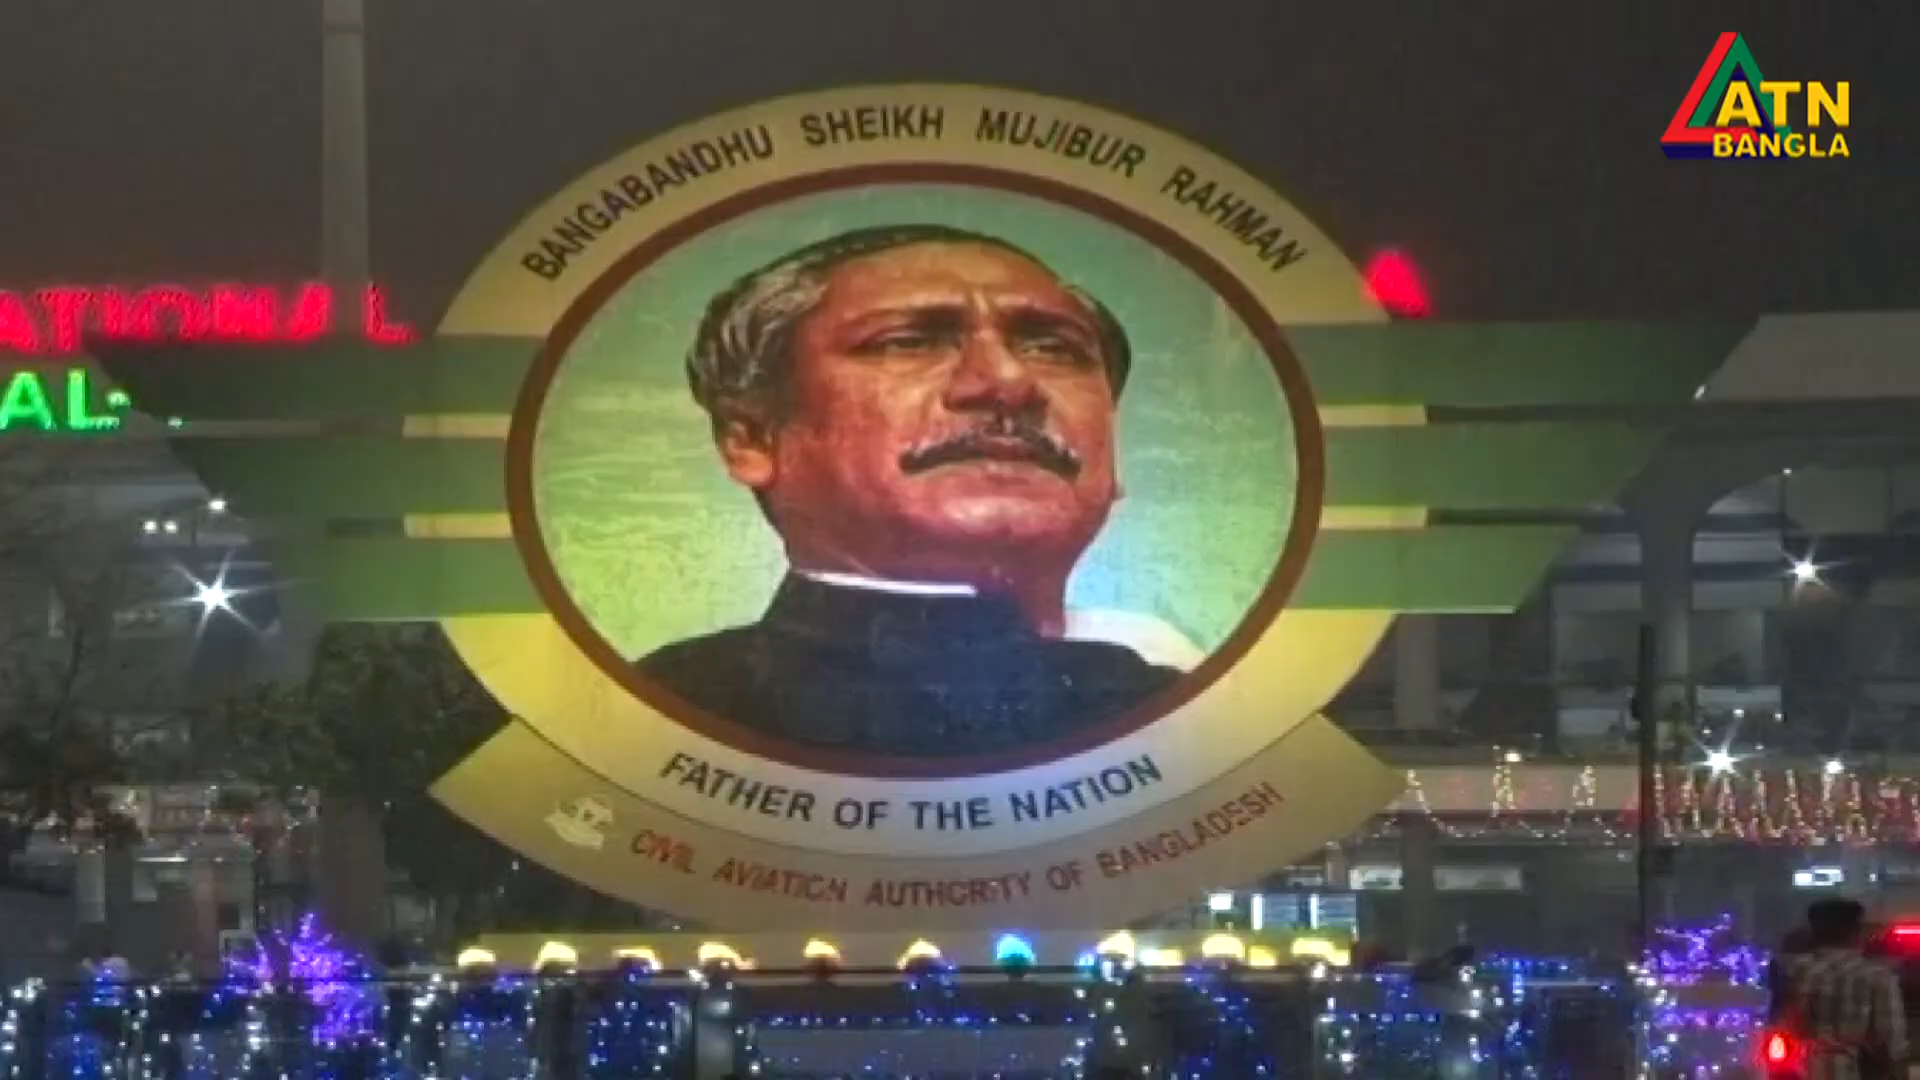 ATN
BANGLA
BANGABANDHU SHEIKH MUJIBUR RAHMAN
FATHER OF THE NATION
CIVIL AVIATION AUTHORITY OF BANGLADESH